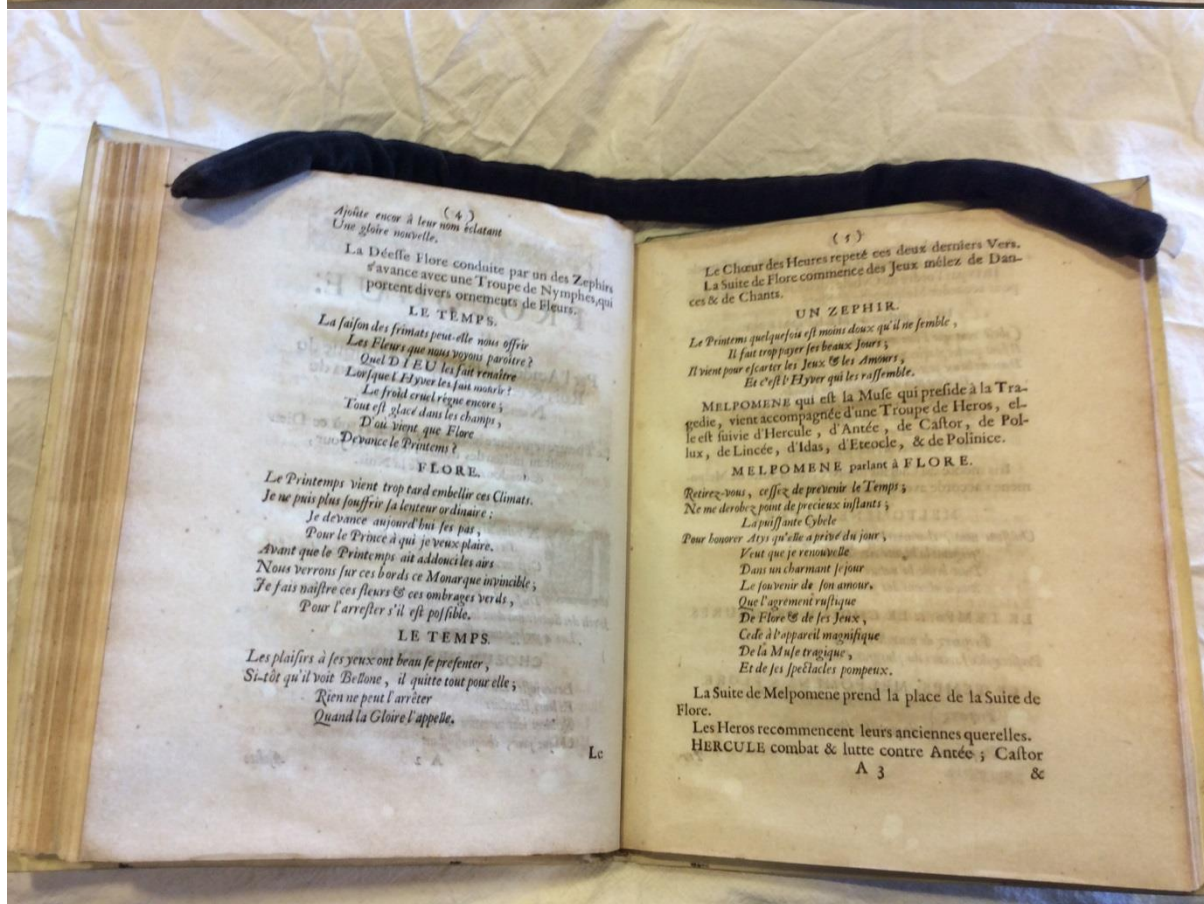 (4)
Ajoûte encor à leur nom éclatant
Une gloire nouvelle.
La Déesse Flore conduite par un des Zephirs
s'avance avec une Troupe de Nymphes, qui
portent divers ornements de Fleurs.
LE TEMPS.
La saison des frimats peut-elle nous offrir
Les Fleurs que nous voyons paroître ?
Quel DIEU les fait renaître
Lorsque l'Hyver les fait mourir ?
Le froid cruel règne encore ;
Tout est glacé dans les champs,
D'où vient que Flore
Devance le Printems ?
FLORE.
Le Printemps vient trop tard embellir ces Climats.
Je ne puis plus souffrir sa lenteur ordinaire ;
Je devance aujourd'hui ses pas,
Pour le Prince à qui je veux plaire.
Avant que le Printemps ait addouci les airs
Nous verrons sur ces bords ce Monarque invincible ;
Je fais naistre ces fleurs & ces ombrages verds,
Pour l'arrester s'il est possible.
LE TEMPS.
Les plaisirs à ses yeux ont beau se presenter,
Si-tôt qu'il voit Bellone, il quitte tout pour elle ;
Rien ne peut l'arrêter
Quand la Gloire l'appelle.
Le
(5)
Le Chœur des Heures repeté ces deux derniers Vers.
La Suite de Flore commence des Jeux mêlez de Dan-
ces & de Chants.
UN ZEPHIR.
Le Printems quelquefois est moins doux qu'il ne semble,
Il fait trop payer ses beaux Jours ;
Il vient pour escarter les Jeux & les Amours,
Et c'est l'Hyver qui les rassemble.
MELPOMENE qui est la Muse qui preside à la Tra-
gedie, vient accompagnée d'une Troupe de Heros, el-
le est suivie d'Hercule, d'Antée, de Castor, de Pol-
lux, de Lincée, d'Idas, d'Eteocle, & de Polinice.
MELPOMENE parlant à FLORE.
Retirez-vous, cessez de prevenir le Temps ;
Ne me derobez point de precieux instants ;
La puissante Cybele
Pour honorer Atys qu'elle a privé du jour,
Veut que je renouvelle
Dans un charmant sejour
Le souvenir de son amour.
Que l'agrément rustique
De Flore & de ses Jeux,
Cede à l'appareil magnifique
De la Muse tragique,
Et de ses spectacles pompeux.
La Suite de Melpomene prend la place de la Suite de
Flore.
Les Heros recommencent leurs anciennes querelles.
HERCULE combat & lutte contre Antée ; Castor
A 3
&